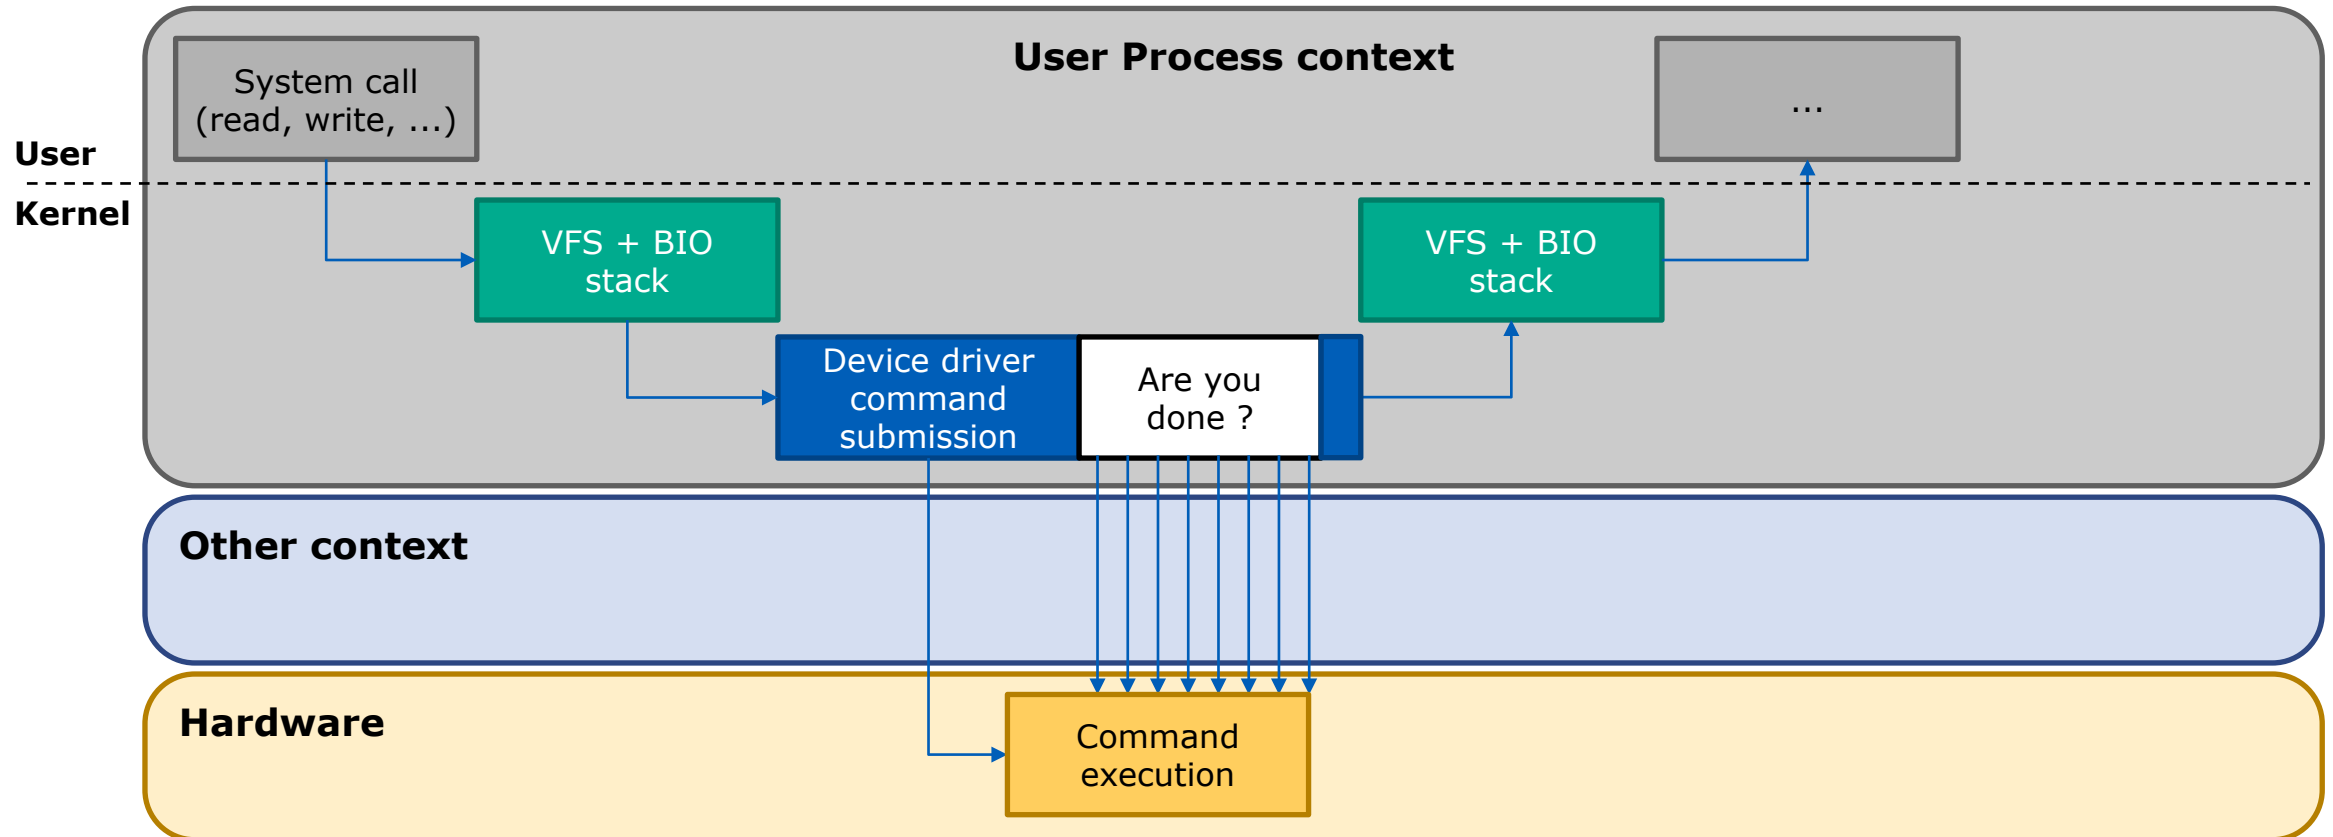 User Process context
System call
(read, write, ...)
...
User
Kernel
VFS + BIO
stack
VFS + BIO
stack
Device driver
command
submission
Are you
done ?
Other context
Hardware
Command
execution